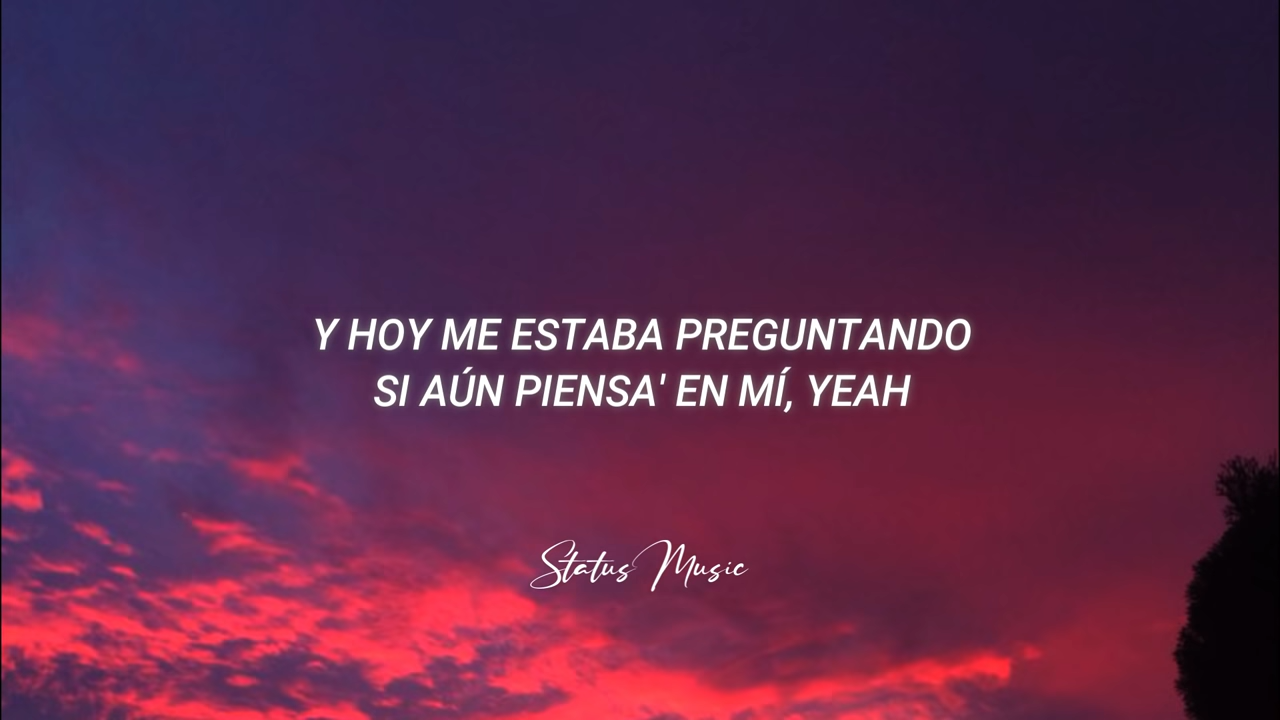 Y HOY ME ESTABA PREGUNTANDO
SI AÚN PIENSA' EN MÍ, YEAH
Status Music